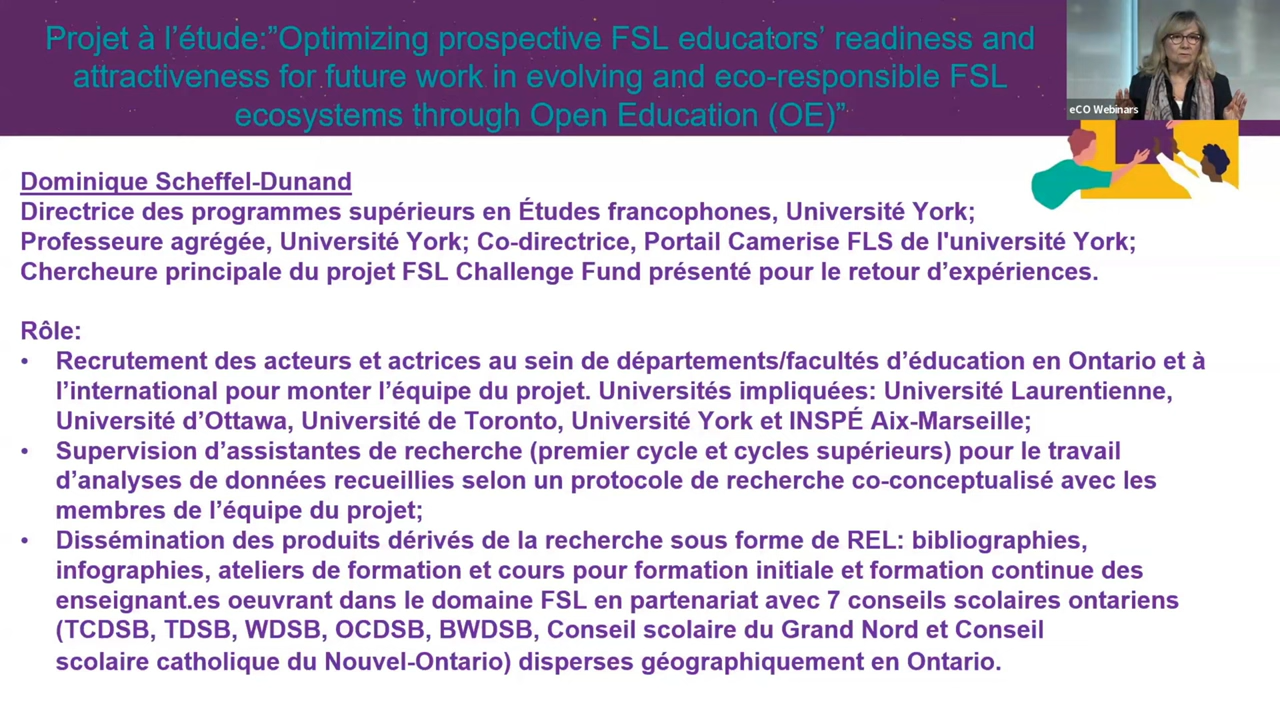 Projet à l’étude:”Optimizing prospective FSL educators’ readiness and
attractiveness for future work in evolving and eco-responsible FSL
ecosystems through Open Education (OE)”
eCO Webinars
Dominique Scheffel-Dunand
Directrice des programmes supérieurs en Études francophones, Université York;
Professeure agrégée, Université York; Co-directrice, Portail Camerise FLS de l'université York;
Chercheure principale du projet FSL Challenge Fund présenté pour le retour d’expériences.
Rôle:
• Recrutement des acteurs et actrices au sein de départements/facultés d’éducation en Ontario et à
l’international pour monter l’équipe du projet. Universités impliquées: Université Laurentienne,
Université d’Ottawa, Université de Toronto, Université York et INSPÉ Aix-Marseille;
• Supervision d’assistantes de recherche (premier cycle et cycles supérieurs) pour le travail
d’analyses de données recueillies selon un protocole de recherche co-conceptualisé avec les
membres de l’équipe du projet;
• Dissémination des produits dérivés de la recherche sous forme de REL: bibliographies,
infographies, ateliers de formation et cours pour formation initiale et formation continue des
enseignant.es oeuvrant dans le domaine FSL en partenariat avec 7 conseils scolaires ontariens
(TCDSB, TDSB, WDSB, OCDSB, BWDSB, Conseil scolaire du Grand Nord et Conseil
scolaire catholique du Nouvel-Ontario) disperses géographiquement en Ontario.